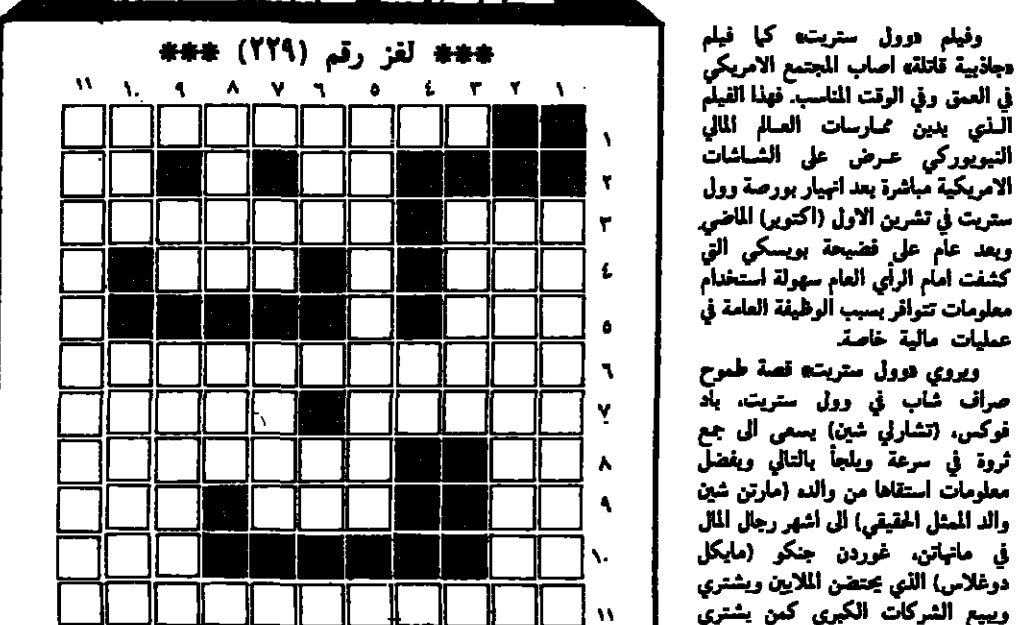 وفيلم «وول ستريت» كما فيلم
«جاذبية قاتلة» اصاب المجتمع الامريكي
في العمق وفي الوقت المناسب. فهذا الفيلم
الـذي يدين ممـارسات العـالم المالي
النيويوركي عـرض على الشـاشات
الامريكية مباشرة بعد انهيار بورصة وول
ستريت في تشرين الاول (اكتوبر) الماضي
وبعد عام على فضيحة بويسكي التي
كشفت امام الرأي العام سهولة استخدام
معلومات تتوافر بسبب الوظيفة العامة في
عمليات مالية خاصة.
ويروي «وول ستريت» قصة طموح
صراف شاب في وول ستريت، باد
فوكس، (تشارلي شين) يسعى الى جمع
ثروة في سرعة ويلجأ بالتالي وبفضل
معلومات استقاها من والده (مارتن شين
والد الممثل الحقيقي) الى اشهر رجال المال
في مانهاتن، غوردن جنكو (مايكل
دوغلاس) الذي يحتضن الملايين ويشتري
ويبيع الشركات الكبرى كمن يشتري
*** لغز رقم (٢٢٩) ***
١ ٢ ٣ ٤ ٥ ٦ ٧ ٨ ٩ ١٠ ١١
١
٢
٣
٤
٥
٦
٧
٨
٩
١٠
١١